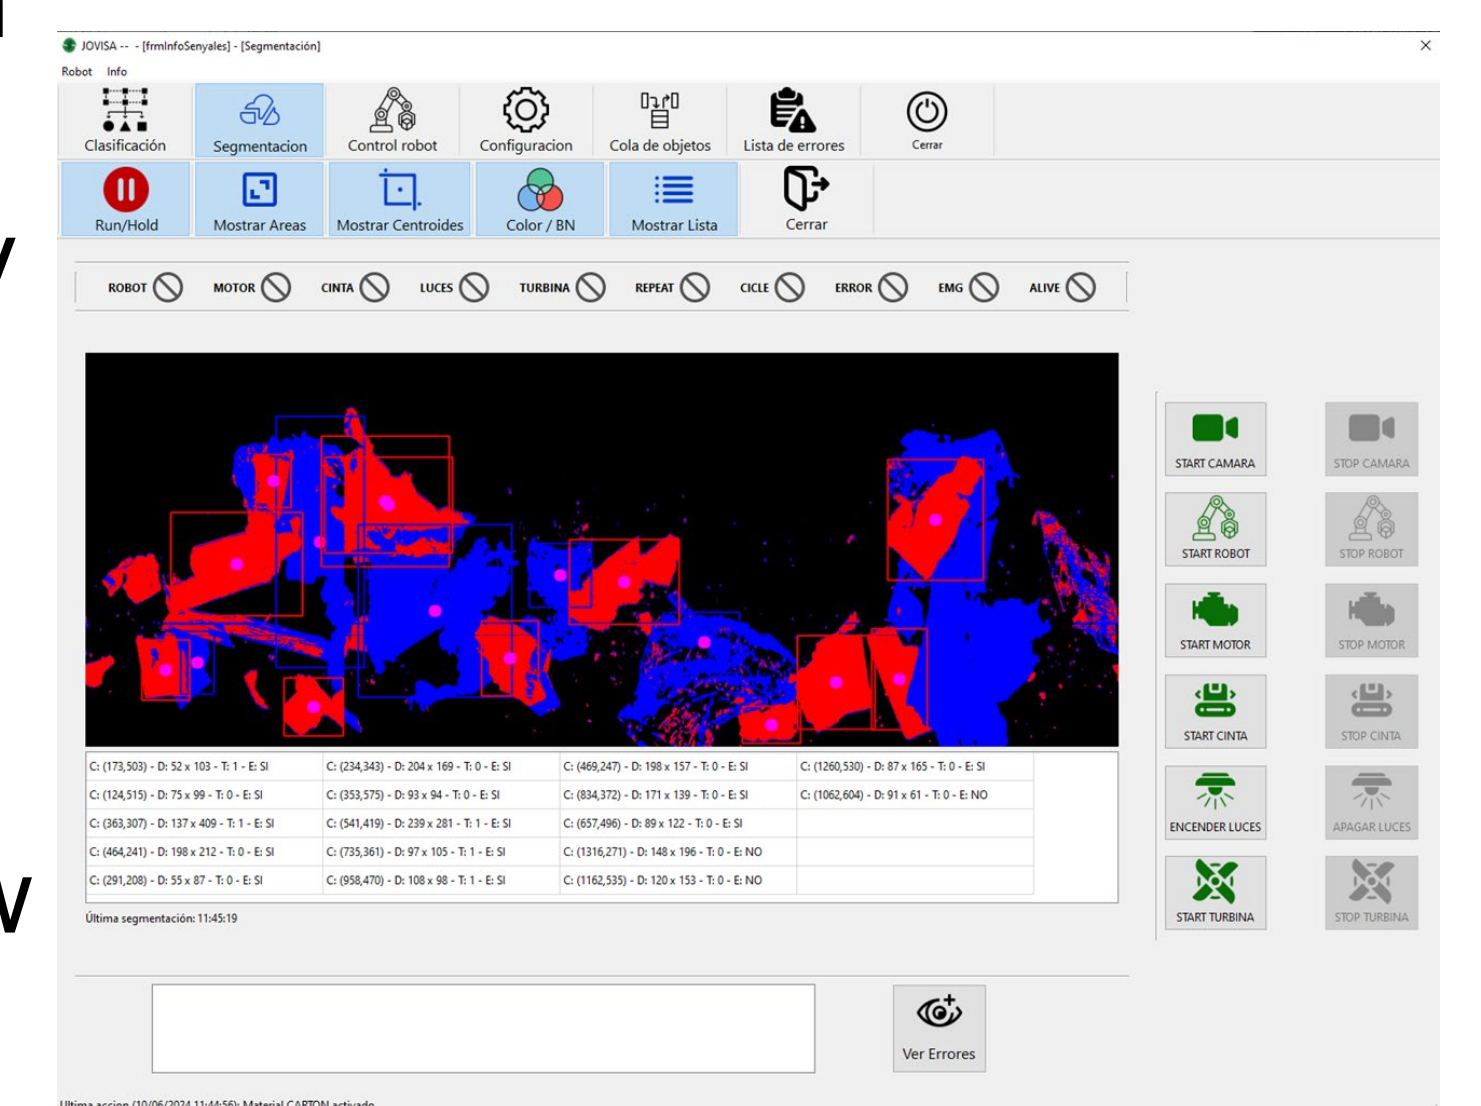 JOVISA -- - [frmInfoSenyales] - [Segmentación]
Robot Info
Clasificación Segmentacion Control robot Configuracion Cola de objetos Lista de errores Cerrar
Run/Hold Mostrar Areas Mostrar Centroides Color / BN Mostrar Lista Cerrar
ROBOT MOTOR CINTA LUCES TURBINA REPEAT CICLE ERROR EMG ALIVE
START CAMARA STOP CAMARA
START ROBOT STOP ROBOT
START MOTOR STOP MOTOR
START CINTA STOP CINTA
ENCENDER LUCES APAGAR LUCES
START TURBINA STOP TURBINA
C: (173,503) - D: 52 x 103 - T: 1 - E: SI C: (234,343) - D: 204 x 169 - T: 0 - E: SI C: (469,247) - D: 198 x 157 - T: 0 - E: SI C: (1260,530) - D: 87 x 165 - T: 0 - E: SI
C: (124,515) - D: 75 x 99 - T: 0 - E: SI C: (353,575) - D: 93 x 94 - T: 0 - E: SI C: (834,372) - D: 171 x 139 - T: 0 - E: SI C: (1062,604) - D: 91 x 61 - T: 0 - E: NO
C: (363,307) - D: 137 x 409 - T: 1 - E: SI C: (541,419) - D: 239 x 281 - T: 1 - E: SI C: (657,496) - D: 89 x 122 - T: 0 - E: SI
C: (464,241) - D: 198 x 212 - T: 0 - E: SI C: (735,361) - D: 97 x 105 - T: 1 - E: SI C: (1316,271) - D: 148 x 196 - T: 0 - E: NO
C: (291,208) - D: 55 x 87 - T: 0 - E: SI C: (958,470) - D: 108 x 98 - T: 1 - E: SI C: (1162,535) - D: 120 x 153 - T: 0 - E: NO
Última segmentación: 11:45:19
Ver Errores
Ultima accion (10/06/2024 11:44:56): Material CARTON activado